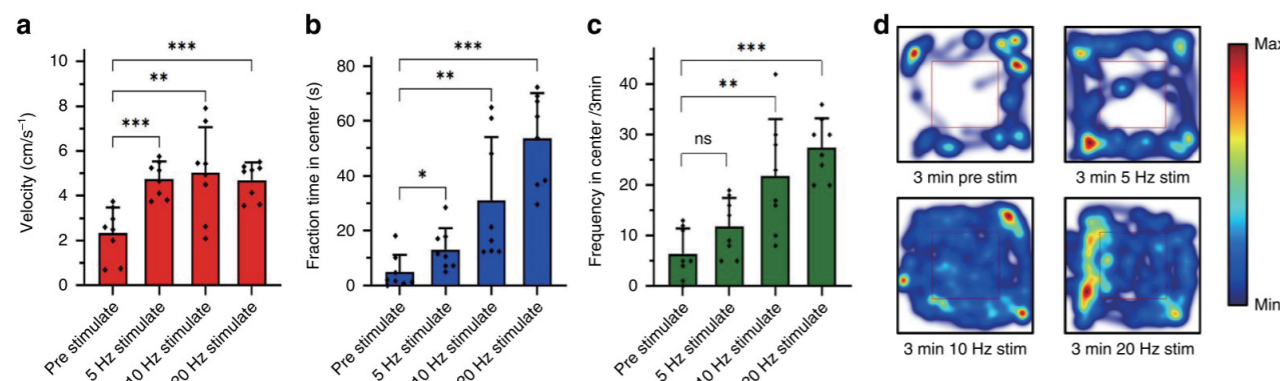 a
Velocity (cm/s⁻¹)
10
8
6
4
2
0
***
**
***
Pre stimulate
5 Hz stimulate
10 Hz stimulate
20 Hz stimulate
b
Fraction time in center (s)
80
60
40
20
0
***
**
*
Pre stimulate
5 Hz stimulate
10 Hz stimulate
20 Hz stimulate
c
Frequency in center /3min
40
30
20
10
0
***
**
ns
Pre stimulate
5 Hz stimulate
10 Hz stimulate
20 Hz stimulate
d
3 min pre stim
3 min 5 Hz stim
3 min 10 Hz stim
3 min 20 Hz stim
Max
Min